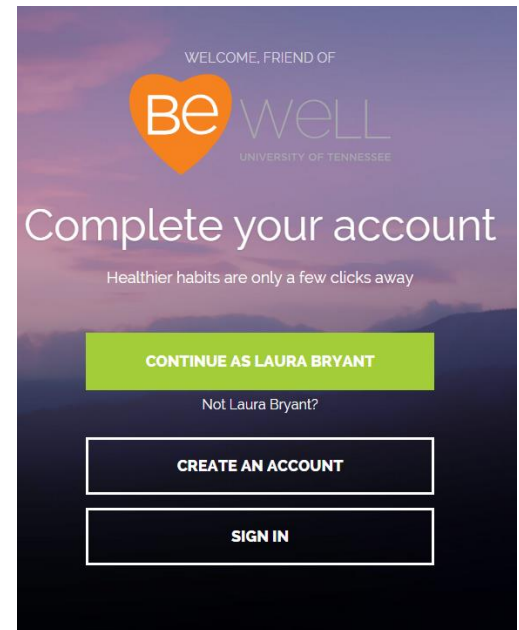 WELCOME, FRIEND OF
Be WeLL
UNIVERSITY OF TENNESSEE
Complete your account
Healthier habits are only a few clicks away
CONTINUE AS LAURA BRYANT
Not Laura Bryant?
CREATE AN ACCOUNT
SIGN IN